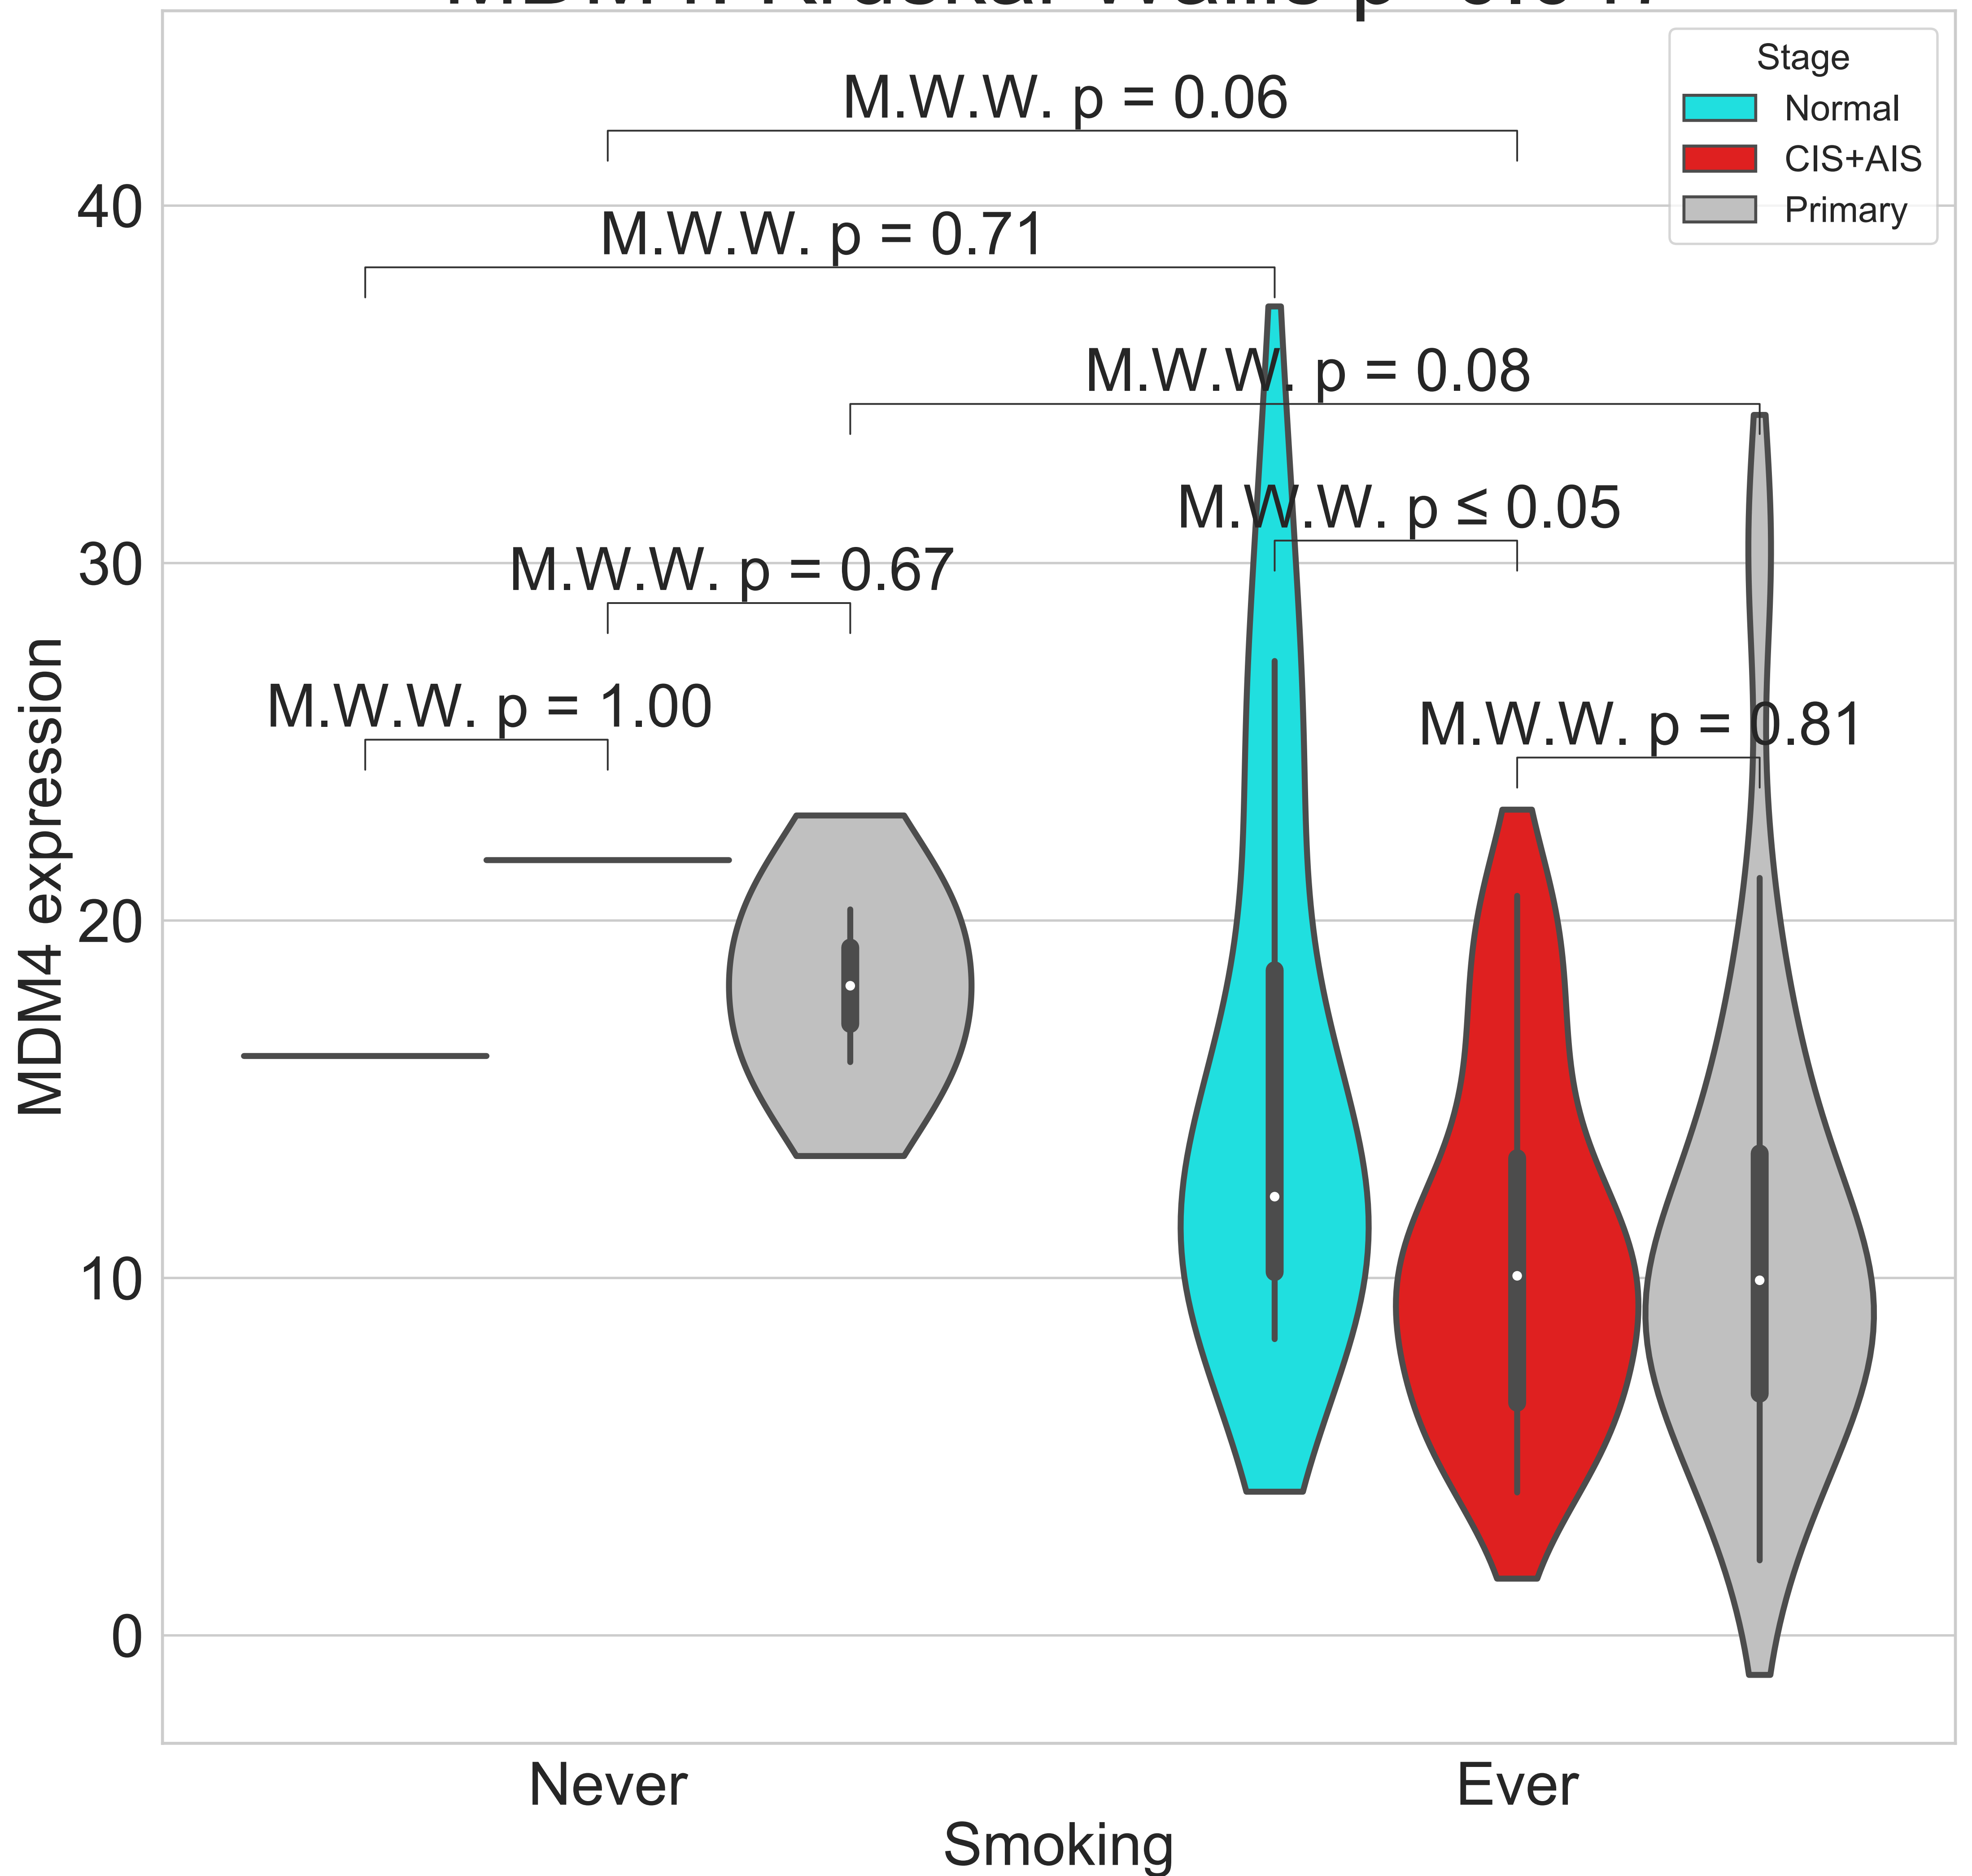 Stage
Normal
CIS+AIS
Primary
M.W.W. p = 0.06
M.W.W. p = 0.71
M.W.W. p = 0.08
M.W.W. p ≤ 0.05
M.W.W. p = 0.67
M.W.W. p = 1.00
M.W.W. p = 0.81
MDM4 expression
40
30
20
10
0
Never
Ever
Smoking